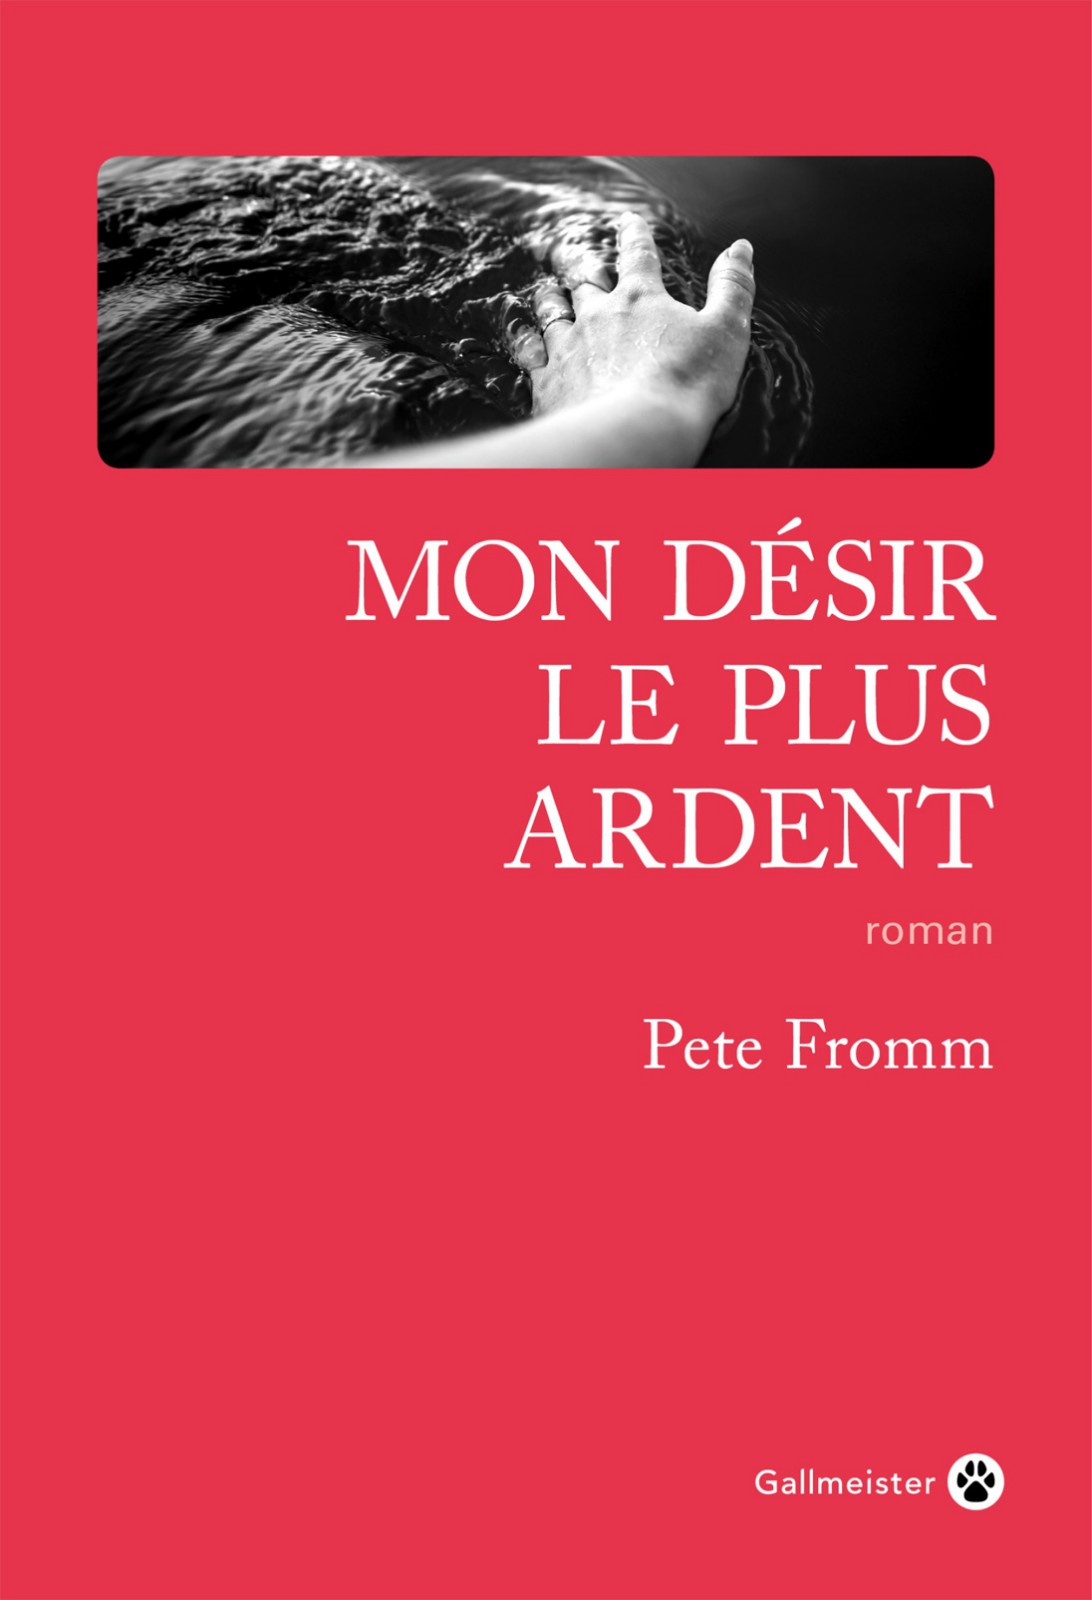 MON DÉSIR
LE PLUS
ARDENT
roman
Pete Fromm
Gallmeister